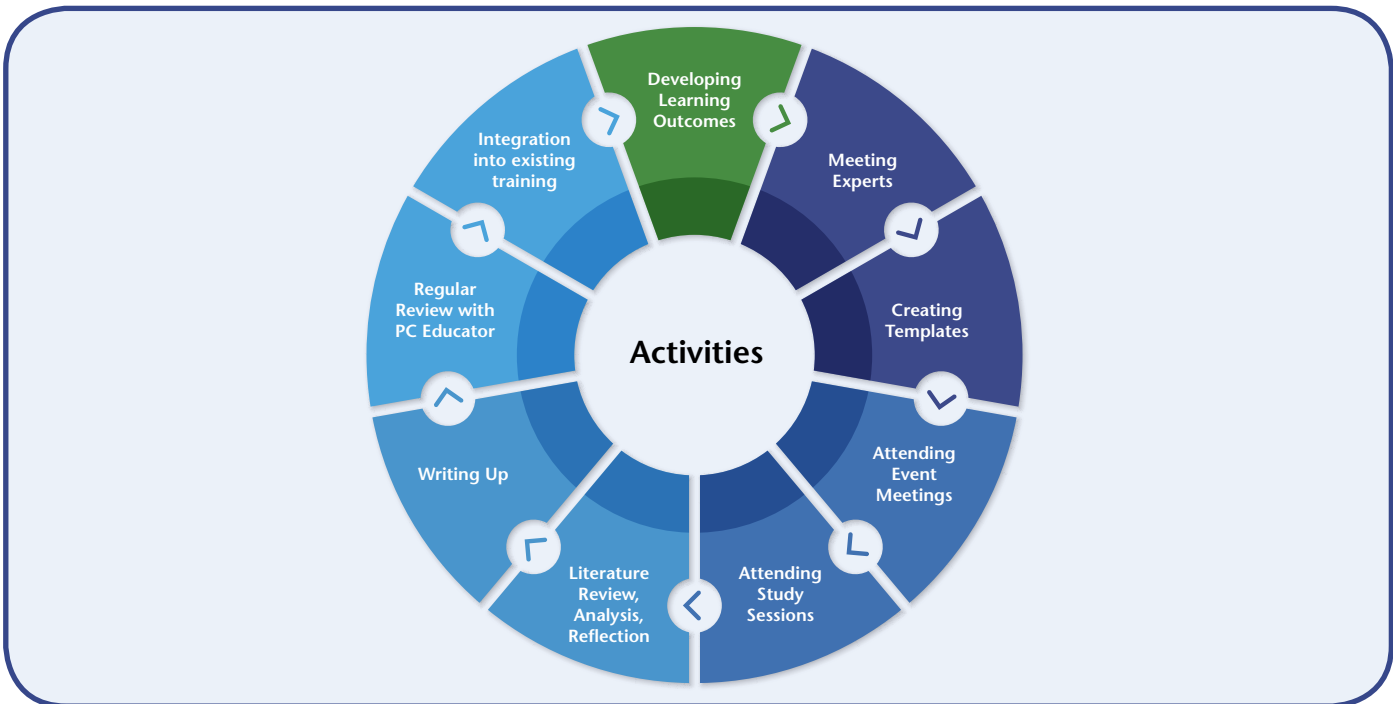 Developing
Learning
Outcomes
Meeting
Experts
Creating
Templates
Attending
Event
Meetings
Attending
Study
Sessions
Literature
Review,
Analysis,
Reflection
Writing Up
Regular
Review with
PC Educator
Integration
into existing
training
Activities